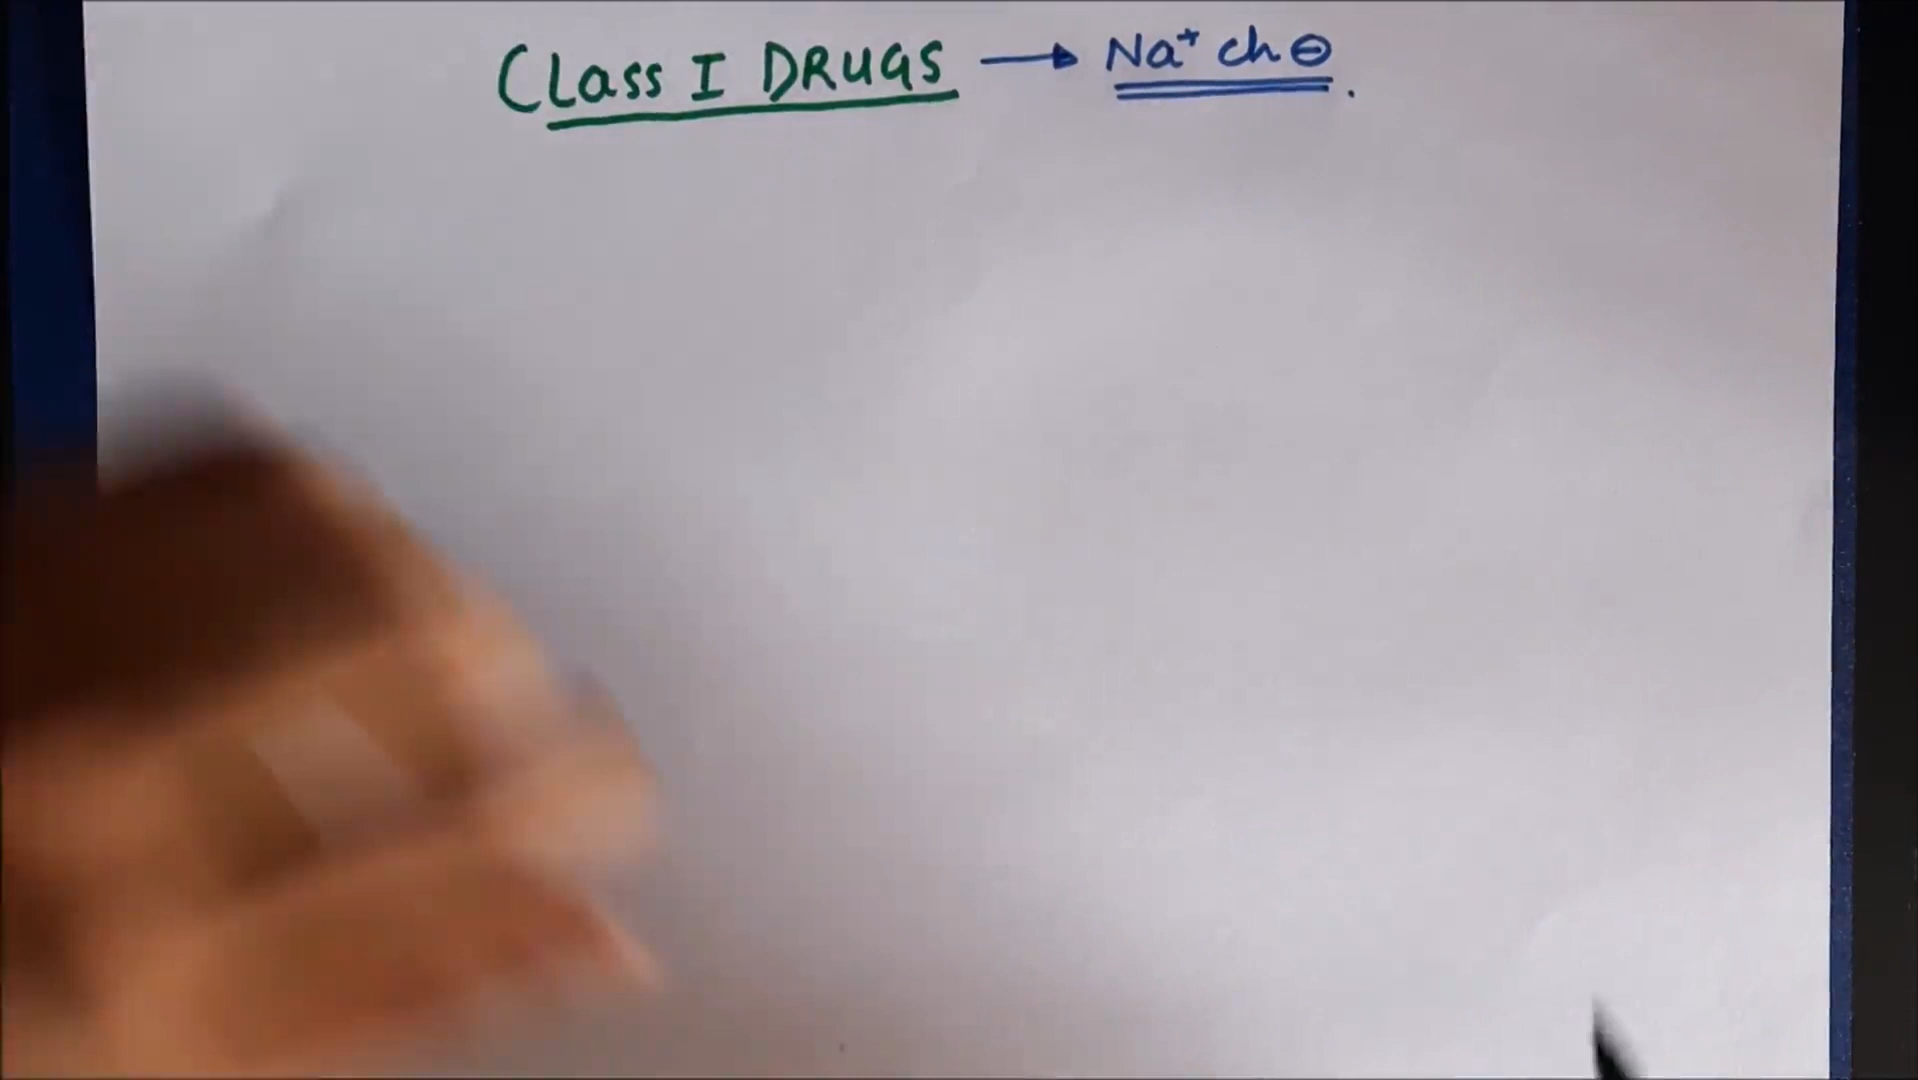 Class I DRUGS → Na⁺ ch ⊖.